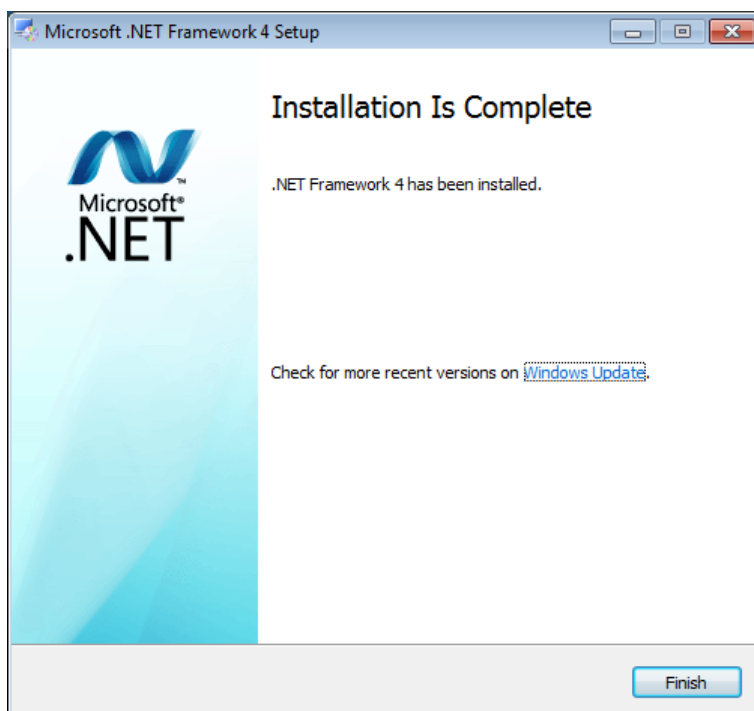 Microsoft .NET Framework 4 Setup
Installation Is Complete
.NET Framework 4 has been installed.
Microsoft®
.NET™
Check for more recent versions on Windows Update.
Finish